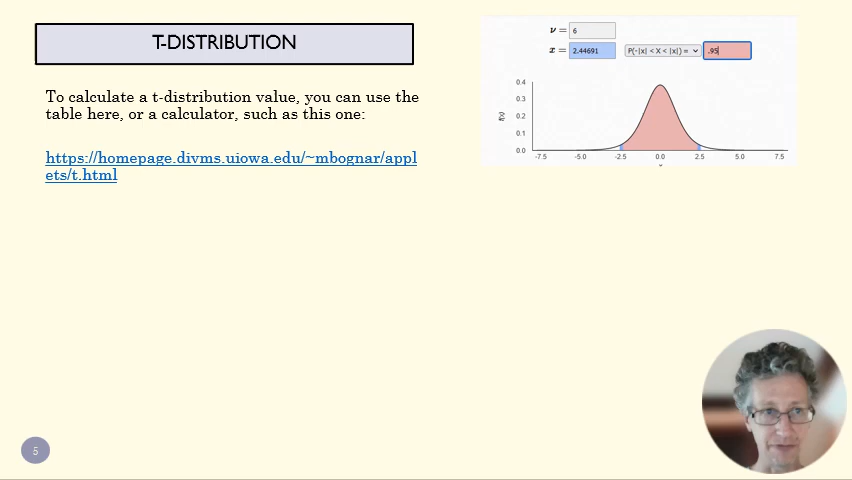 T-DISTRIBUTION
To calculate a t-distribution value, you can use the
table here, or a calculator, such as this one:
https://homepage.divms.uiowa.edu/~mbognar/appl
ets/t.html
ν = 6
x = 2.44691 P(-|x| < X < |x|) = .95
f(x)
0.4
0.3
0.2
0.1
0.0
-7.5 -5.0 -2.5 0.0 2.5 5.0 7.5
5